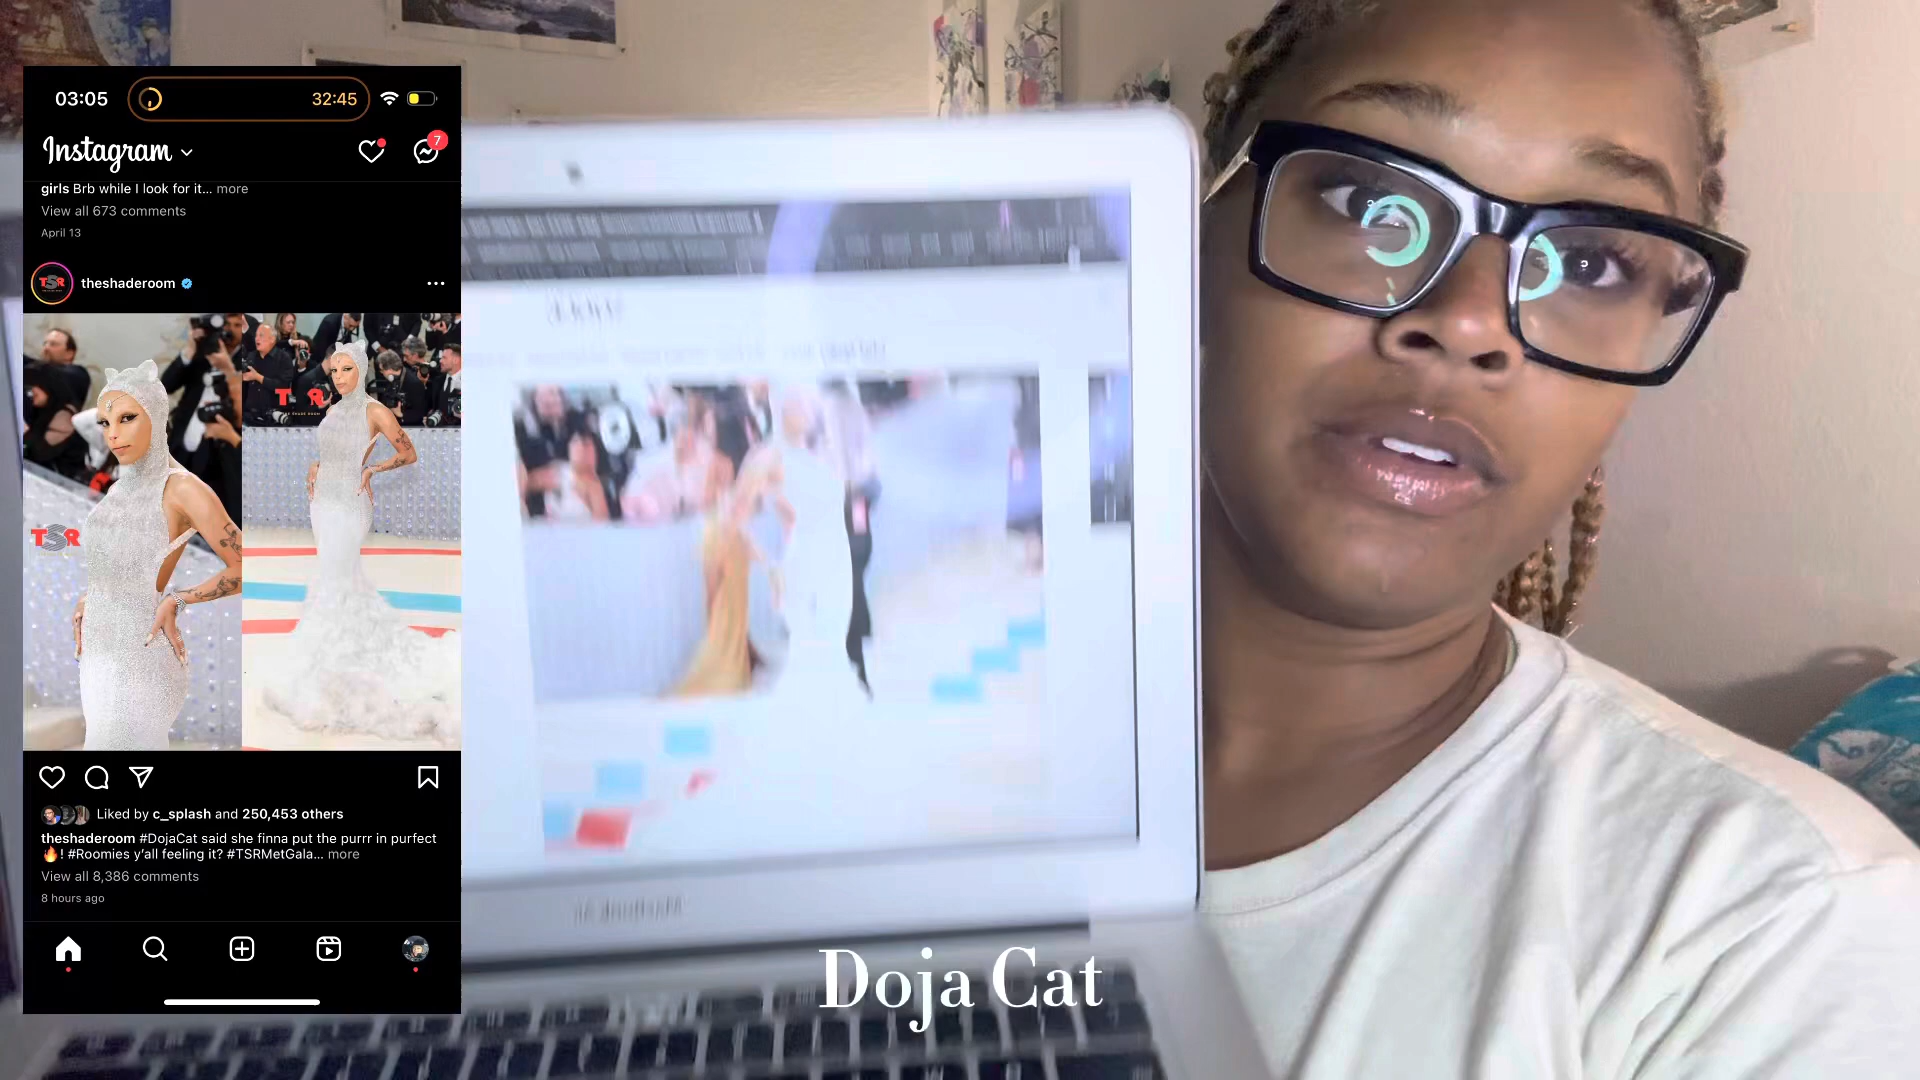 03:05
32:45
Instagram
7
girls Brb while I look for it... more
View all 673 comments
April 13
TSR
theshaderoom
TSR
TSR
Liked by c_splash and 250,453 others
theshaderoom #DojaCat said she finna put the purrr in purfect
🔥! #Roomies y'all feeling it? #TSRMetGala... more
View all 8,386 comments
8 hours ago
Doja Cat